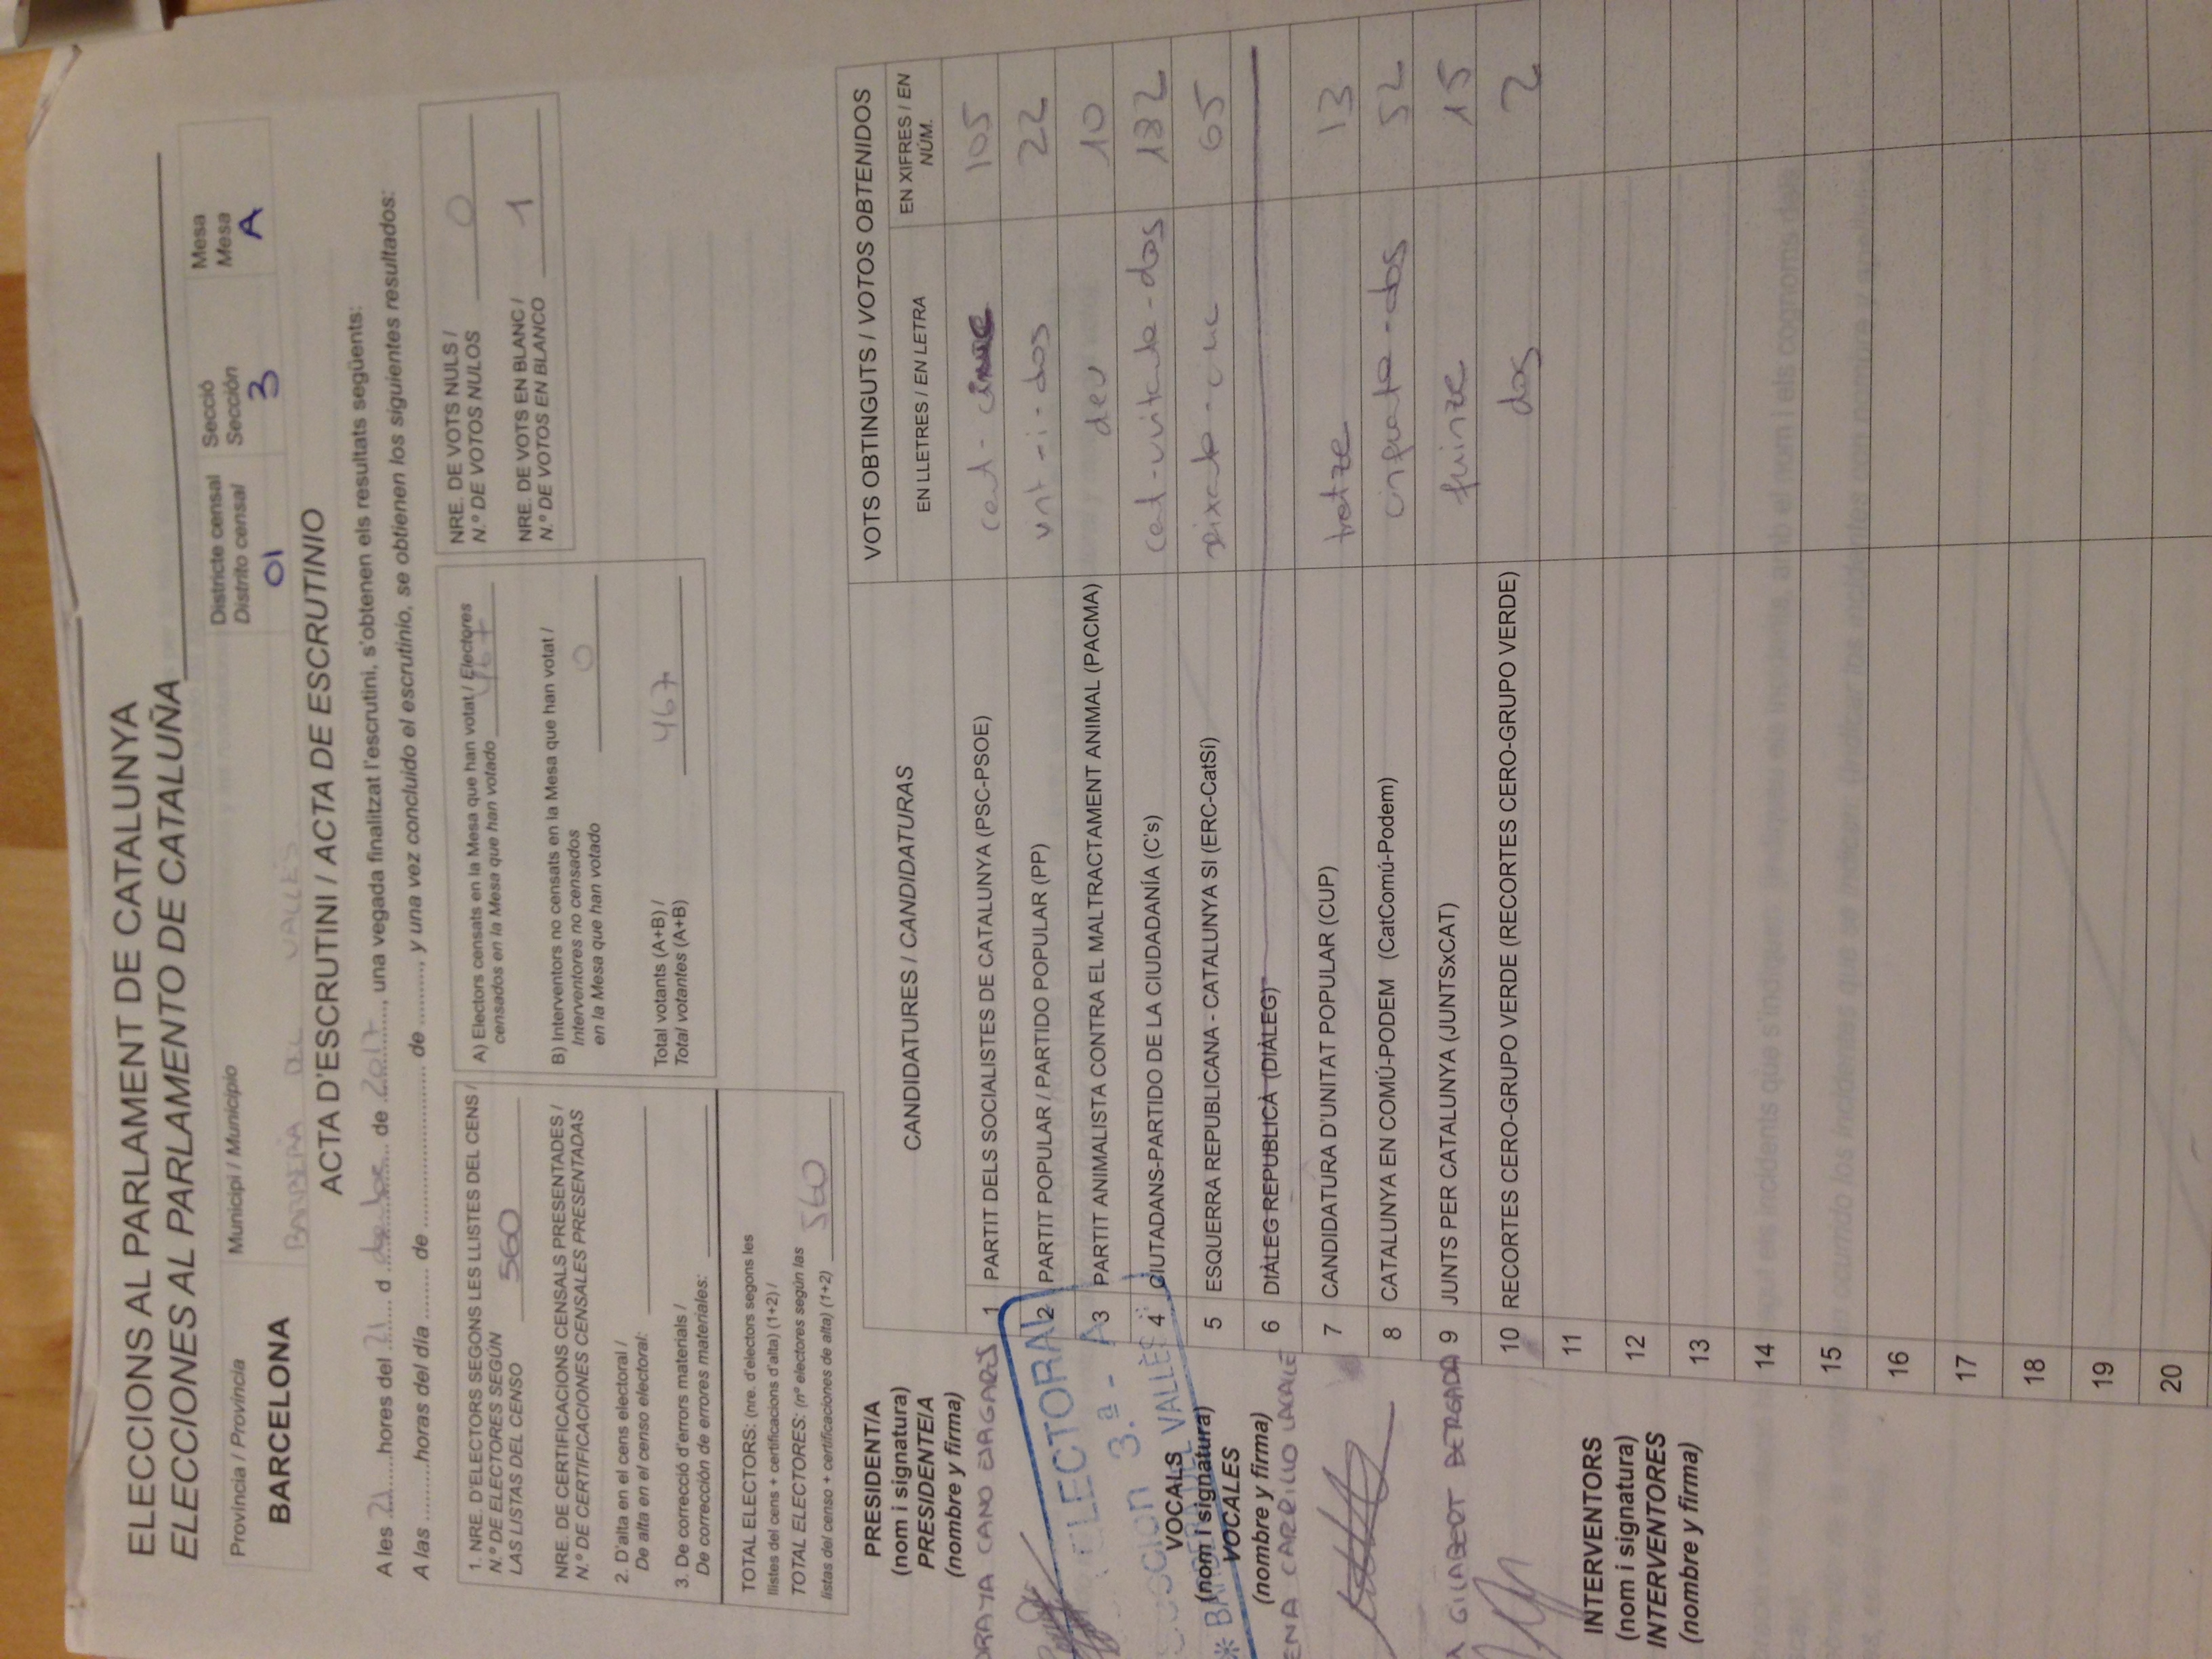 ELECCIONS AL PARLAMENT DE CATALUNYA
ELECCIONES AL PARLAMENTO DE CATALUÑA
Província / Provincia
BARCELONA
Municipi / Municipio
BARBERA DEL VALLES
Districte censal
Distrito censal
01
Secció
Sección
3
Mesa
Mesa
A
ACTA D'ESCRUTINI / ACTA DE ESCRUTINIO
A les 21 hores del 21 d de 2017, una vegada finalitzat l'escrutini, s'obtenen els resultats següents:
A las .........horas del día ........ de ......................... de ........., y una vez concluido el escrutinio, se obtienen los siguientes resultados:
1. NRE. D'ELECTORS SEGONS LES LLISTES DEL CENS /
N.º DE ELECTORES SEGÚN
LAS LISTAS DEL CENSO 560
NRE. DE CERTIFICACIONS CENSALS PRESENTADES /
N.º DE CERTIFICACIONES CENSALES PRESENTADAS
2. D'alta en el cens electoral /
De alta en el censo electoral:
3. De correcció d'errors materials /
De corrección de errores materiales:
TOTAL ELECTORS: (nre. d'electors segons les
llistes del cens + certificacions d'alta) (1+2) /
TOTAL ELECTORES: (nº electores según las
listas del censo + certificaciones de alta) (1+2) 560
A) Electors censats en la Mesa que han votat / Electores
censados en la Mesa que han votado 467
B) Interventors no censats en la Mesa que han votat /
Interventores no censados
en la Mesa que han votado 0
Total votants (A+B) /
Total votantes (A+B) 467
NRE. DE VOTS NULS /
N.º DE VOTOS NULOS 0
NRE. DE VOTS EN BLANC /
N.º DE VOTOS EN BLANCO 1
PRESIDENT/A
(nom i signatura)
PRESIDENTE/A
(nombre y firma)
CANO
ELECTORAL
3.ª - A
BARBERA DEL VALLÈS
VOCALS
(nom i signatura)
VOCALES
(nombre y firma)
CARRILLO LACALLE
GILABERT BERGADA
INTERVENTORS
(nom i signatura)
INTERVENTORES
(nombre y firma)
CANDIDATURES / CANDIDATURAS
VOTS OBTINGUTS / VOTOS OBTENIDOS
EN LLETRES / EN LETRA
EN XIFRES / EN
NÚM.
1 PARTIT DELS SOCIALISTES DE CATALUNYA (PSC-PSOE) cent - cinc 105
2 PARTIT POPULAR / PARTIDO POPULAR (PP) vint - i - dos 22
3 PARTIT ANIMALISTA CONTRA EL MALTRACTAMENT ANIMAL (PACMA) deu 10
4 CIUTADANS-PARTIDO DE LA CIUDADANÍA (C's) cent-vuitanta-dos 182
5 ESQUERRA REPUBLICANA - CATALUNYA SI (ERC-CatSí) seixanta-cinc 65
6 DIÀLEG REPUBLICÀ (DIÀLEG)
7 CANDIDATURA D'UNITAT POPULAR (CUP) tretze 13
8 CATALUNYA EN COMÚ-PODEM (CatComú-Podem) cinquanta-dos 52
9 JUNTS PER CATALUNYA (JUNTSxCAT) quinze 15
10 RECORTES CERO-GRUPO VERDE (RECORTES CERO-GRUPO VERDE) dos 2
11
12
13
14
15
16
17
18
19
20